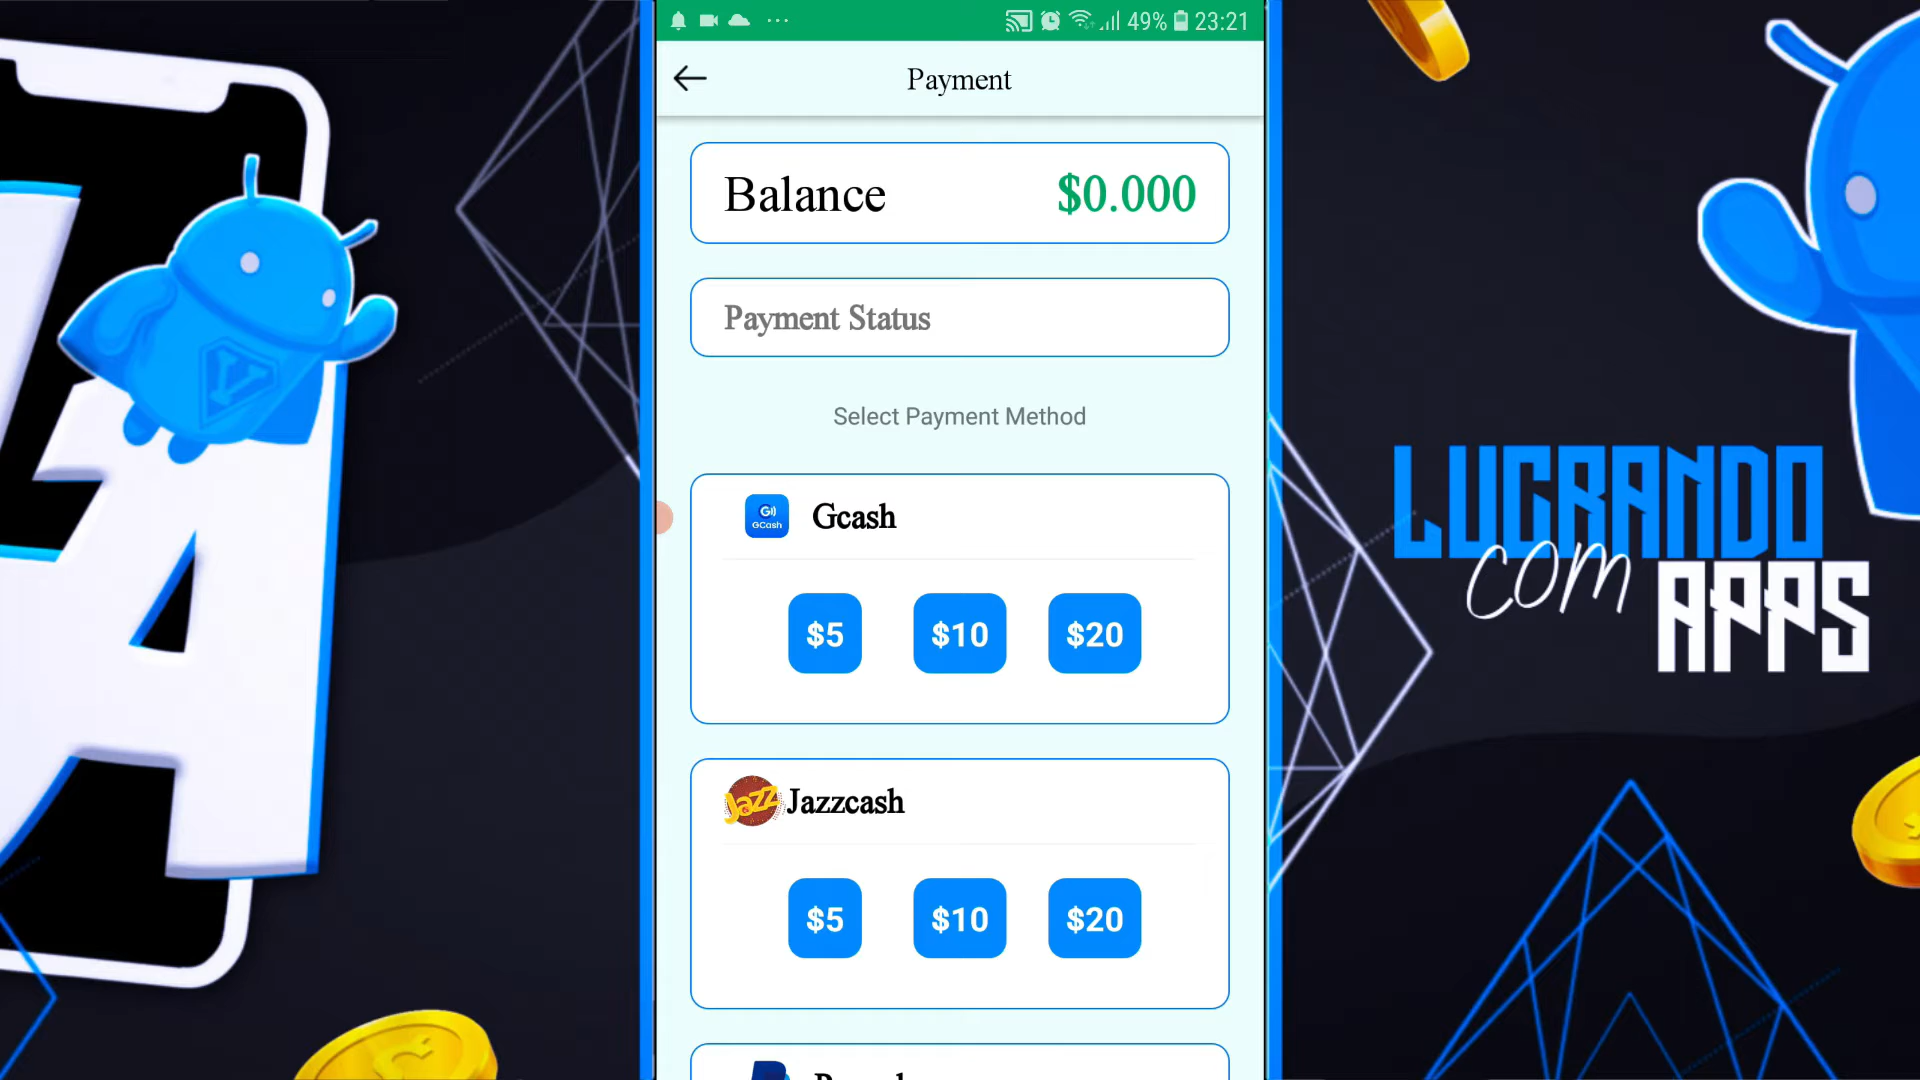 49% 23:21
Payment
Balance $0.000
Payment Status
Select Payment Method
G)) GCash
Gcash
$5 $10 $20
Jazz
Jazzcash
$5 $10 $20
LUCRANDO
com
APPS